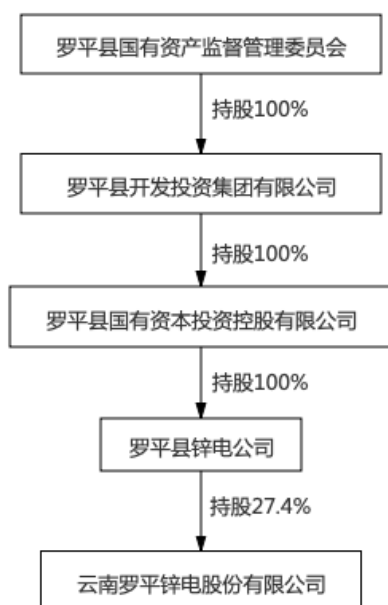 罗平县国有资产监督管理委员会
持股100%
罗平县开发投资集团有限公司
持股100%
罗平县国有资本投资控股有限公司
持股100%
罗平县锌电公司
持股27.4%
云南罗平锌电股份有限公司